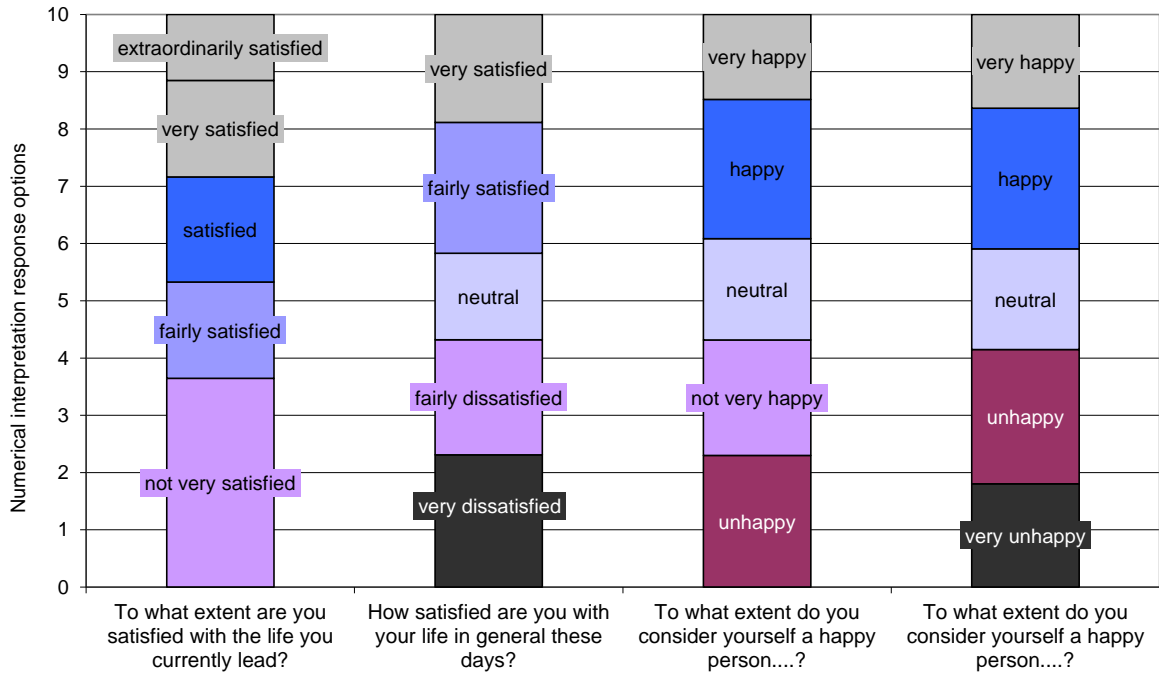 Numerical interpretation response options
10
9
8
7
6
5
4
3
2
1
0
extraordinarily satisfied
very satisfied
satisfied
fairly satisfied
not very satisfied
very satisfied
fairly satisfied
neutral
fairly dissatisfied
very dissatisfied
very happy
happy
neutral
not very happy
unhappy
very happy
happy
neutral
unhappy
very unhappy
To what extent are you
satisfied with the life you
currently lead?
How satisfied are you with
your life in general these
days?
To what extent do you
consider yourself a happy
person....?
To what extent do you
consider yourself a happy
person....?